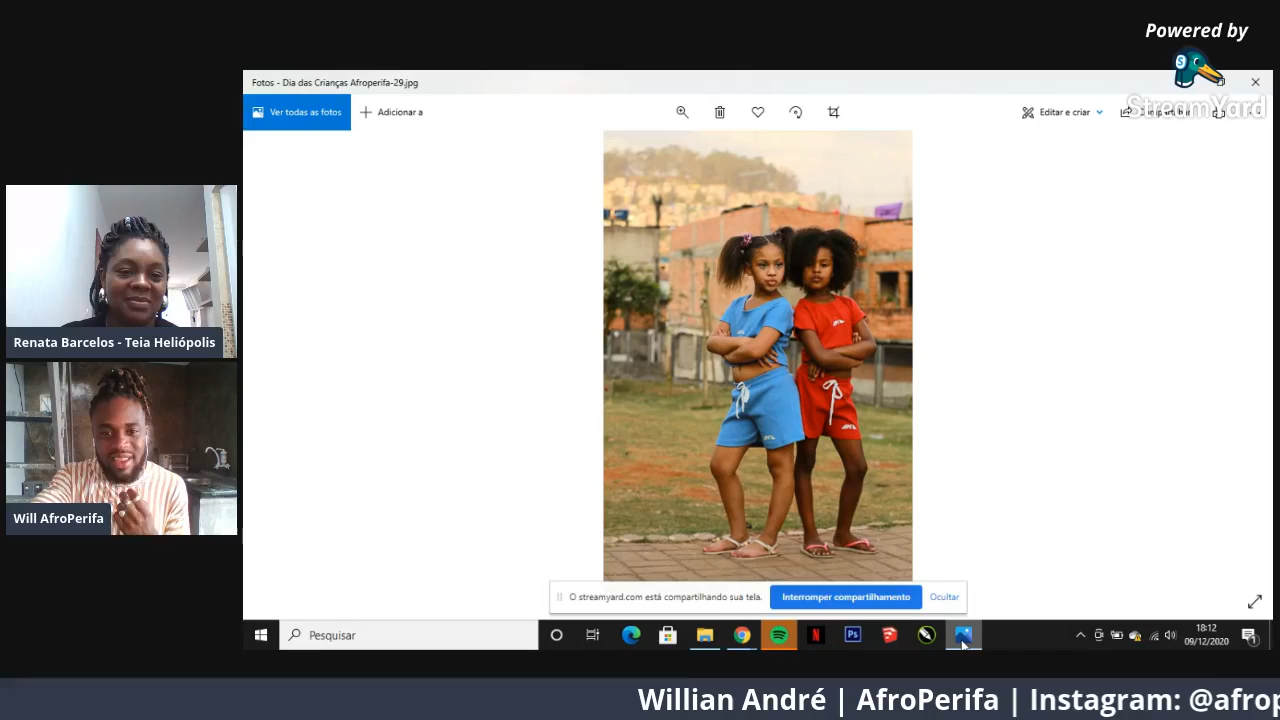 Powered by
StreamYard
Fotos - Dia das Crianças Afroperifa-29.jpg
Ver todas as fotos
Adicionar a
Editar e criar
Renata Barcelos - Teia Heliópolis
Will AfroPerifa
O streamyard.com está compartilhando sua tela.
Interromper compartilhamento
Ocultar
Pesquisar
N
Ps
18:12
09/12/2020
Willian André | AfroPerifa | Instagram: @afrop